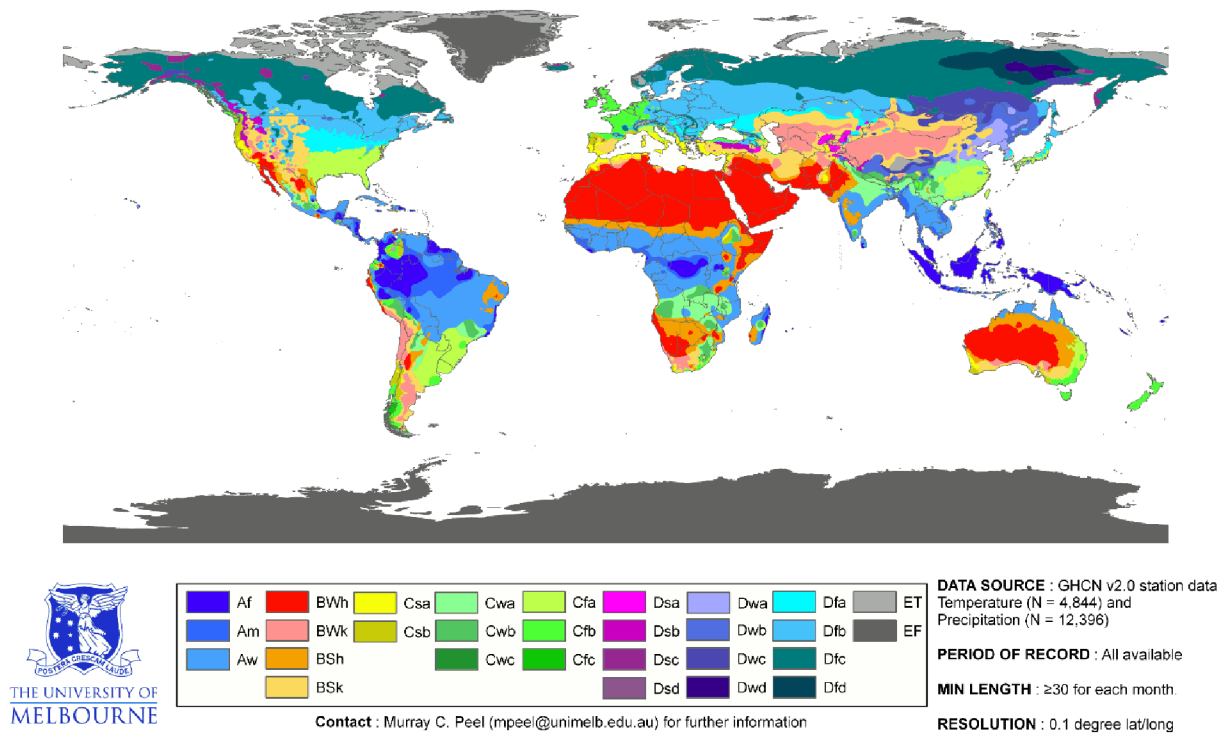 Af
Am
Aw
BWh
BWk
BSh
BSk
Csa
Csb
Cwa
Cwb
Cwc
Cfa
Cfb
Cfc
Dsa
Dsb
Dsc
Dsd
Dwa
Dwb
Dwc
Dwd
Dfa
Dfb
Dfc
Dfd
ET
EF
POSTERA CRESCAM LAUDE
THE UNIVERSITY OF
MELBOURNE
Contact : Murray C. Peel (mpeel@unimelb.edu.au) for further information
DATA SOURCE : GHCN v2.0 station data
Temperature (N = 4,844) and
Precipitation (N = 12,396)
PERIOD OF RECORD : All available
MIN LENGTH : ≥30 for each month.
RESOLUTION : 0.1 degree lat/long